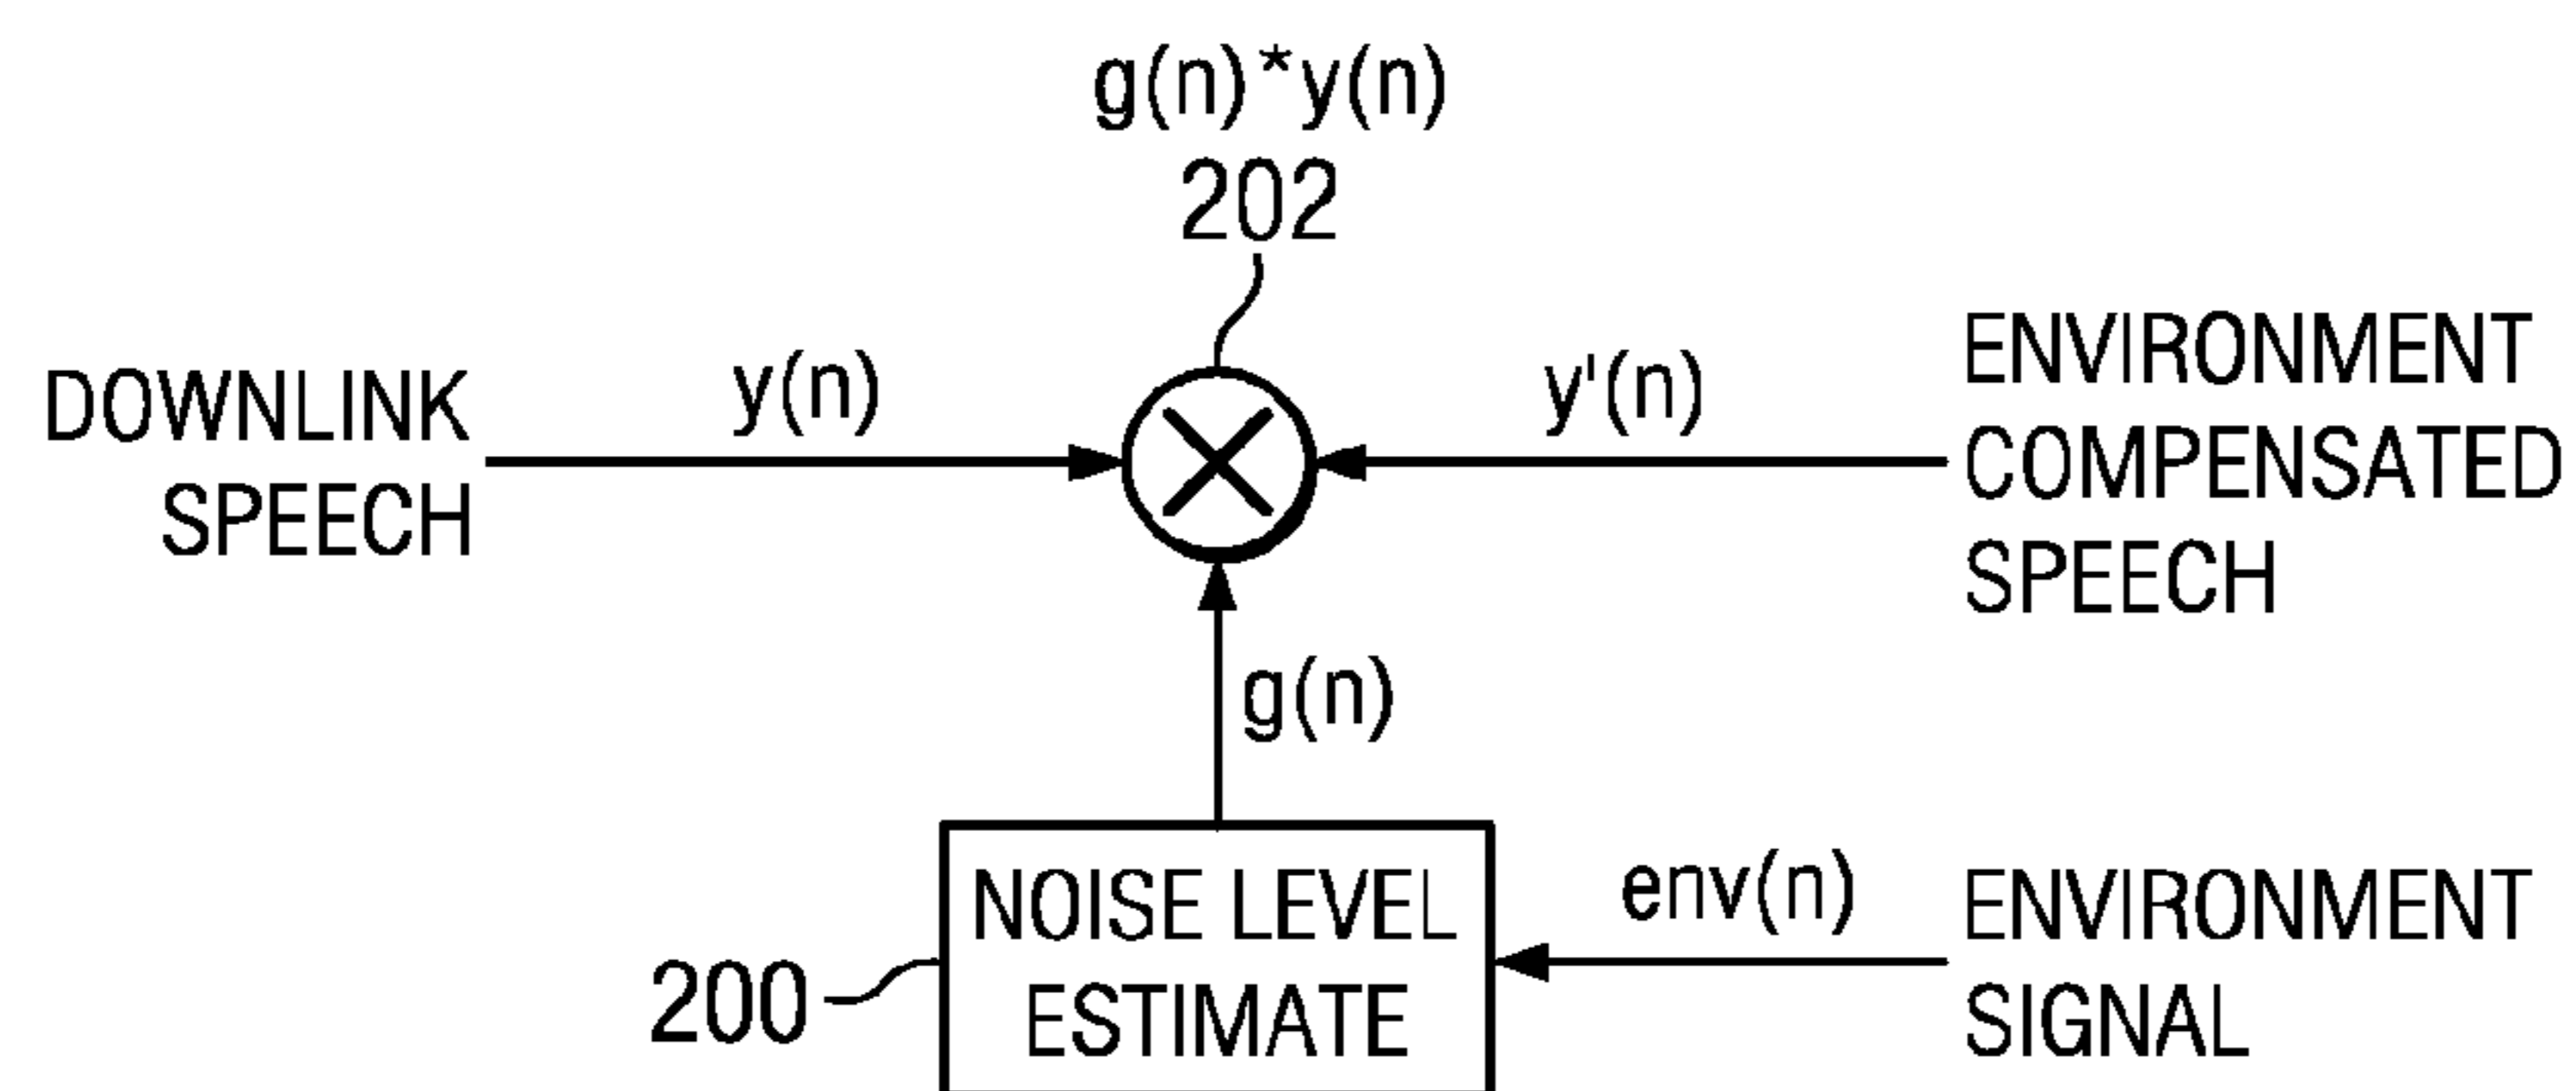 g(n)*y(n)
202
DOWNLINK
SPEECH
y(n)
y'(n)
ENVIRONMENT
COMPENSATED
SPEECH
g(n)
NOISE LEVEL
ESTIMATE
200
env(n)
ENVIRONMENT
SIGNAL